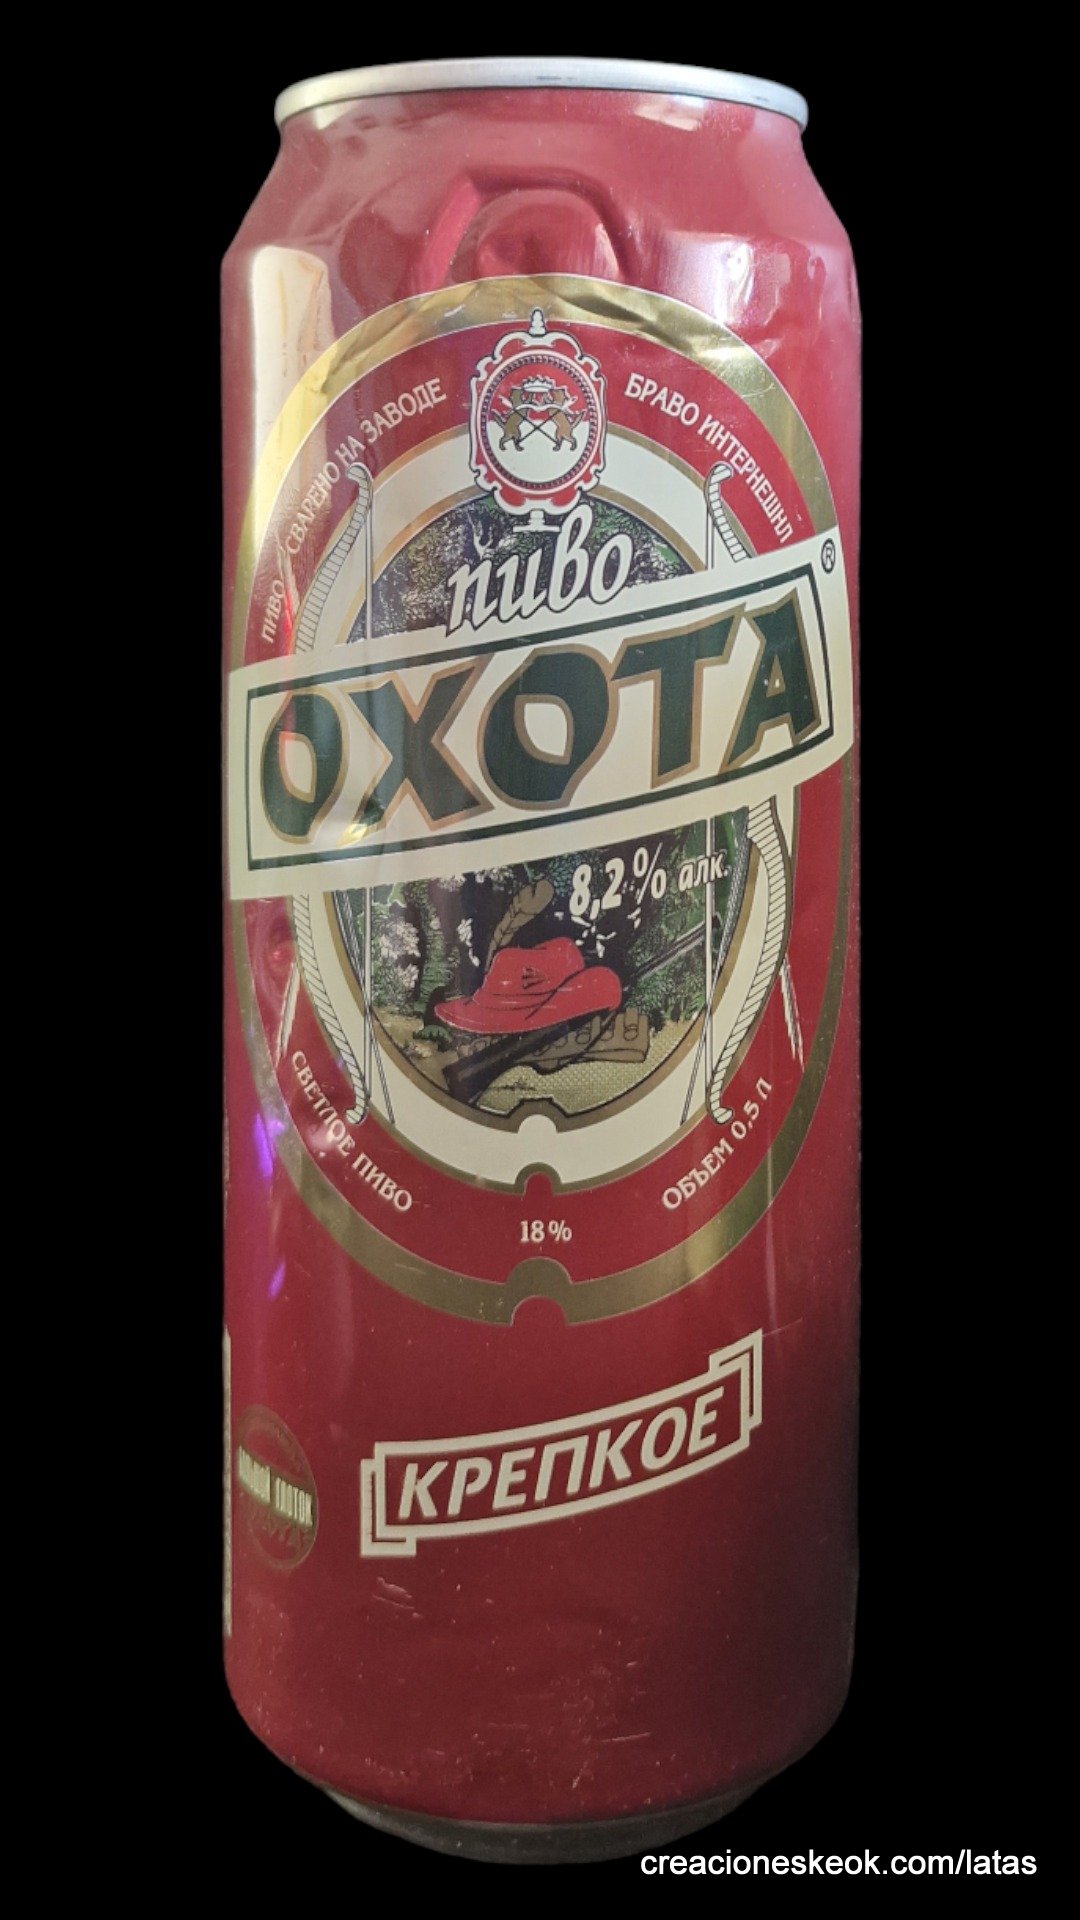 ПИВО СВАРЕНО НА ЗАВОДЕ
БРАВО ИНТЕРНЕШНЛ
пиво
ОХОТА®
8,2% алк.
СВЕТЛОЕ ПИВО
18%
ОБЪЕМ 0,5 Л
КРЕПКОЕ
creacioneskeok.com/latas